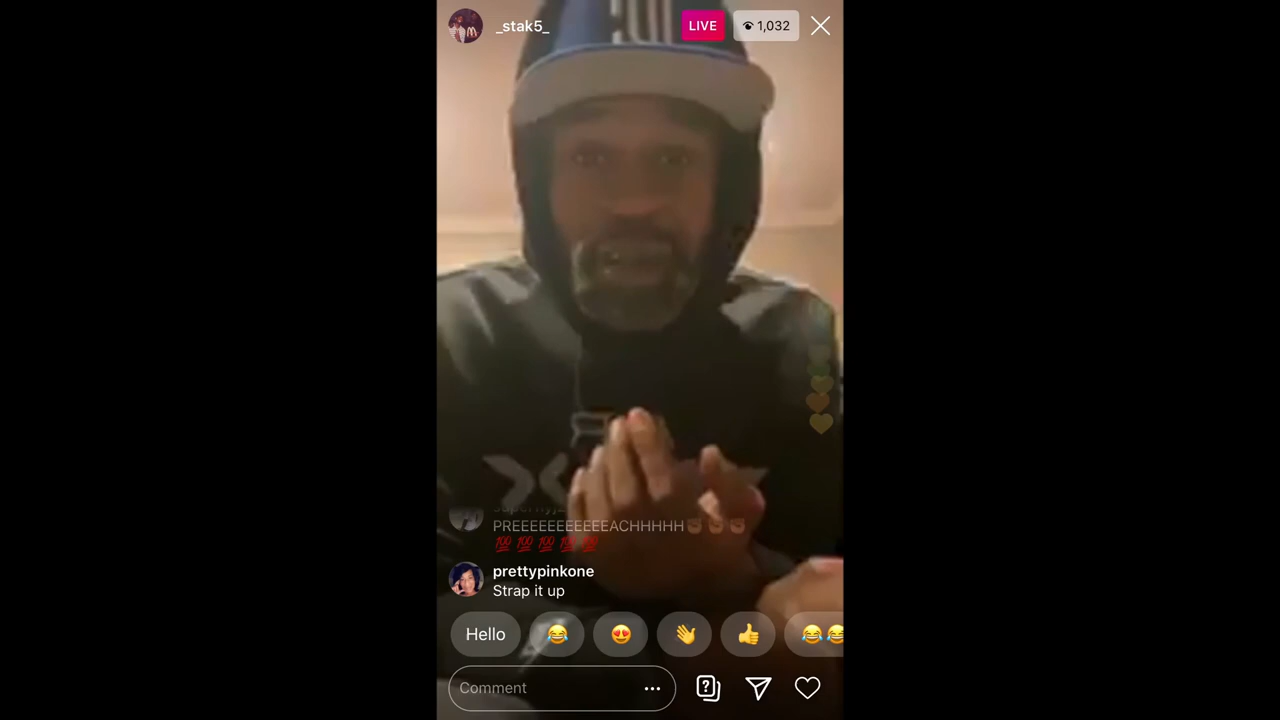 _stak5_
LIVE
1,032
PREEEEEEEEEEEACHHHHH✊🏽✊🏽✊🏽
💯💯💯💯💯
prettypinkone
Strap it up
Hello
Comment